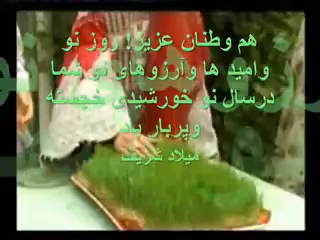 هم وطنان عزیز! روز نو
وامید ها وآرزوهای نو شما
درسال نو خورشیدی خجسته
وپربار باد
میلاد شریف